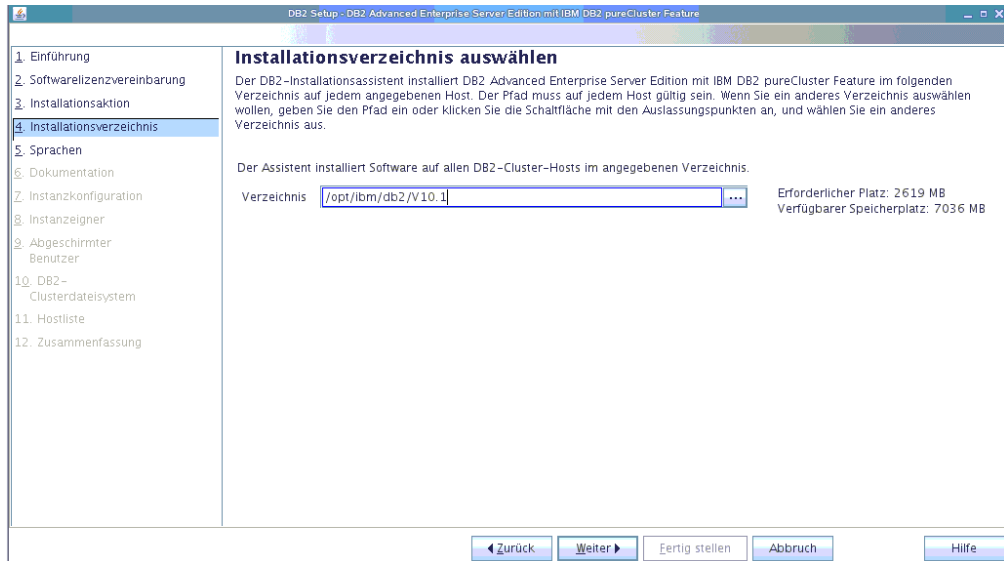 DB2 Setup - DB2 Advanced Enterprise Server Edition mit IBM DB2 pureCluster Feature
1. Einführung
2. Softwarelizenzvereinbarung
3. Installationsaktion
4. Installationsverzeichnis
5. Sprachen
6. Dokumentation
7. Instanzkonfiguration
8. Instanzeigner
9. Abgeschirmter
Benutzer
10. DB2-
Clusterdateisystem
11. Hostliste
12. Zusammenfassung
Installationsverzeichnis auswählen
Der DB2-Installationsassistent installiert DB2 Advanced Enterprise Server Edition mit IBM DB2 pureCluster Feature im folgenden
Verzeichnis auf jedem angegebenen Host. Der Pfad muss auf jedem Host gültig sein. Wenn Sie ein anderes Verzeichnis auswählen
wollen, geben Sie den Pfad ein oder klicken Sie die Schaltfläche mit den Auslassungspunkten an, und wählen Sie ein anderes
Verzeichnis aus.
Der Assistent installiert Software auf allen DB2-Cluster-Hosts im angegebenen Verzeichnis.
Verzeichnis /opt/ibm/db2/V10.1 ...
Erforderlicher Platz: 2619 MB
Verfügbarer Speicherplatz: 7036 MB
Zurück Weiter Fertig stellen Abbruch Hilfe